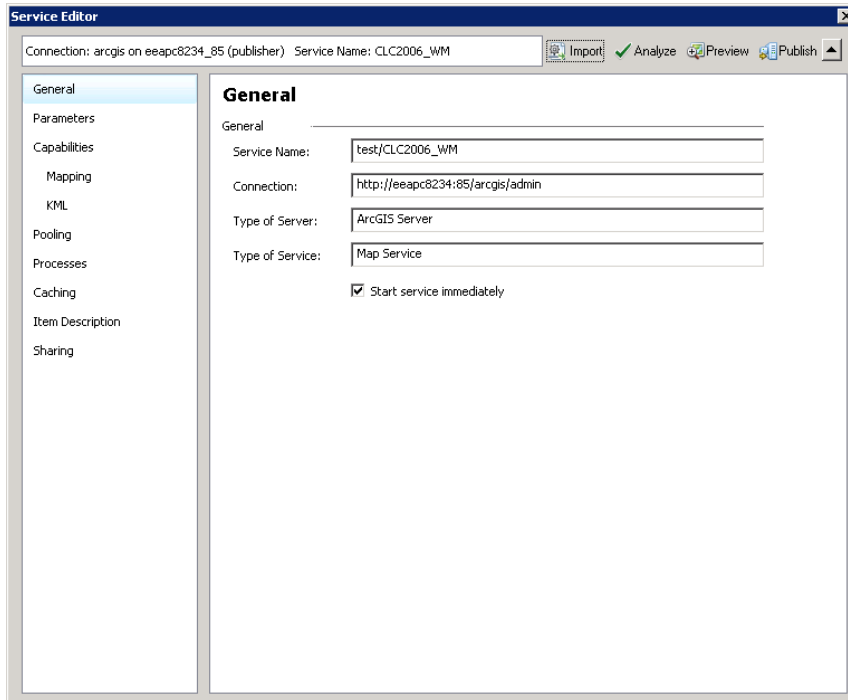 Service Editor
Connection: arcgis on eeapc8234_85 (publisher) Service Name: CLC2006_WM
Import Analyze Preview Publish
General
Parameters
Capabilities
Mapping
KML
Pooling
Processes
Caching
Item Description
Sharing
General
General
Service Name: test/CLC2006_WM
Connection: http://eeapc8234:85/arcgis/admin
Type of Server: ArcGIS Server
Type of Service: Map Service
Start service immediately